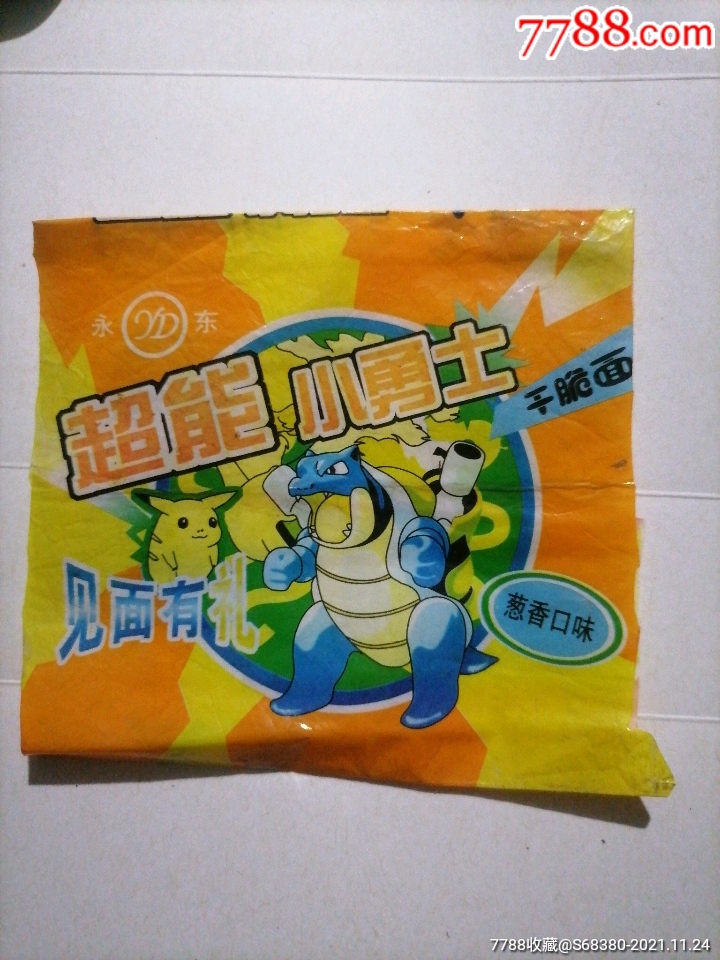 7788.com
永 YD 东
超能 小勇士
干脆面
见面有礼
葱香口味
7788收藏@S68380-2021.11.24